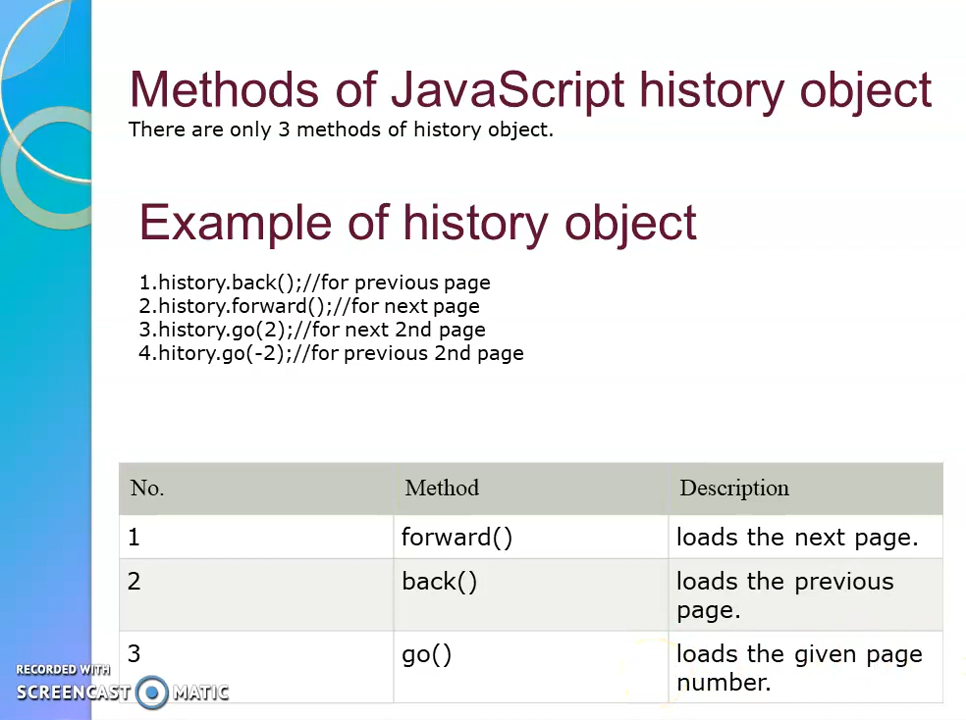 Methods of JavaScript history object
There are only 3 methods of history object.
Example of history object
1.history.back();//for previous page
2.history.forward();//for next page
3.history.go(2);//for next 2nd page
4.hitory.go(-2);//for previous 2nd page
No. Method Description
1 forward() loads the next page.
2 back() loads the previous
page.
3 go() loads the given page
number.
RECORDED WITH
SCREENCAST MATIC